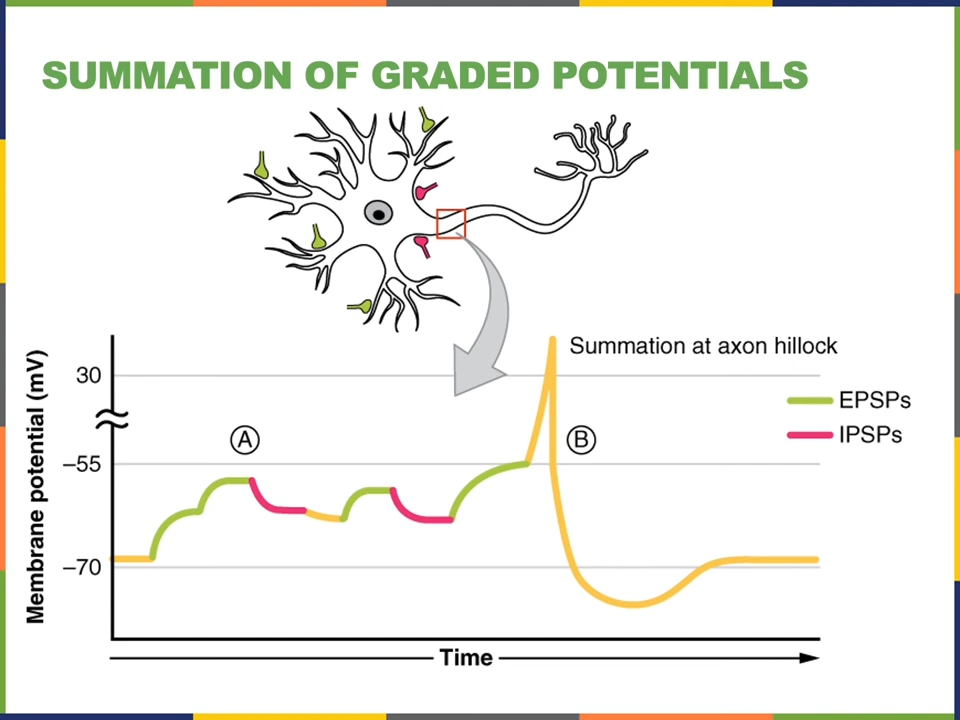 SUMMATION OF GRADED POTENTIALS
Summation at axon hillock
Membrane potential (mV)
30
–55
–70
A
B
EPSPs
IPSPs
Time